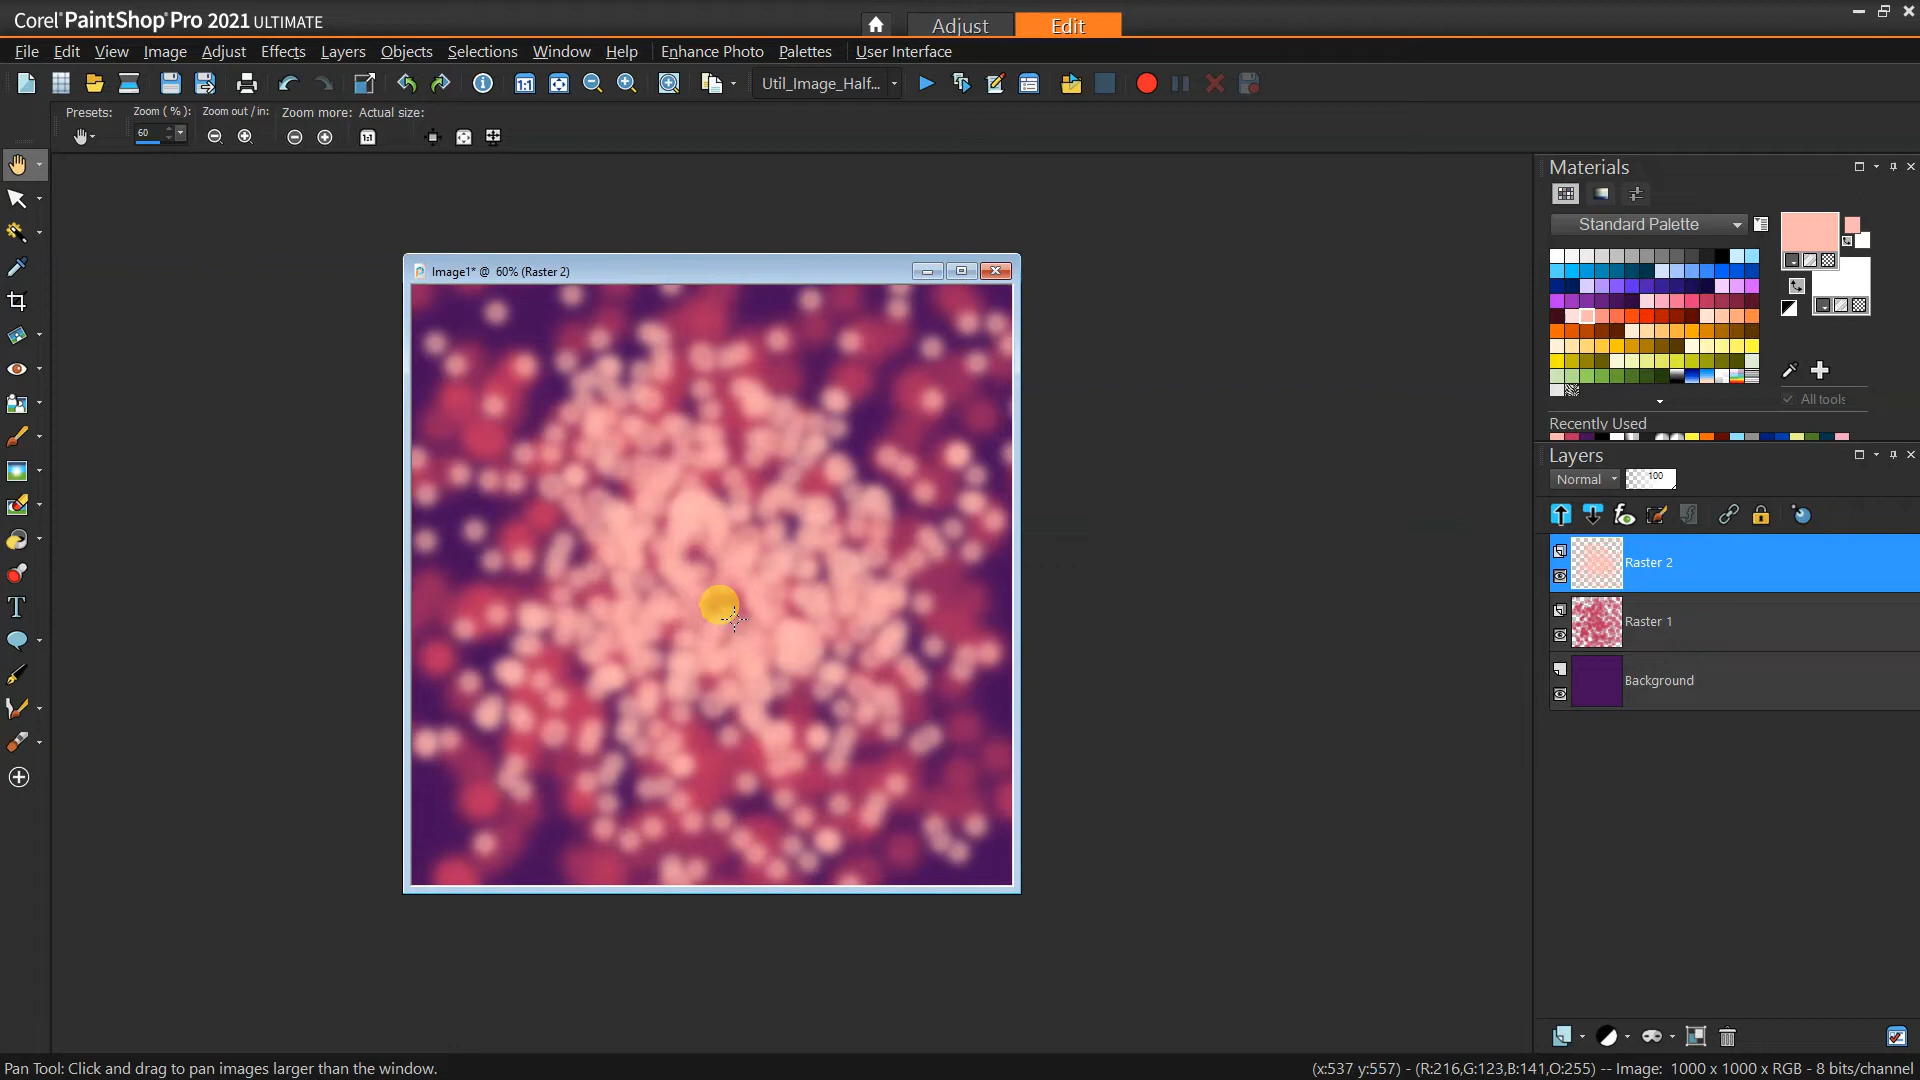 Corel PaintShop Pro 2021 ULTIMATE
Adjust
Edit
File Edit View Image Adjust Effects Layers Objects Selections Window Help Enhance Photo Palettes User Interface
Util_Image_Half...
Presets: Zoom ( % ): Zoom out / in: Zoom more: Actual size:
60
Image1* @ 60% (Raster 2)
Materials
Standard Palette
All tools
Recently Used
Layers
Normal
100
Raster 2
Raster 1
Background
Pan Tool: Click and drag to pan images larger than the window.
(x:537 y:557) - (R:216,G:123,B:141,O:255) -- Image: 1000 x 1000 x RGB - 8 bits/channel